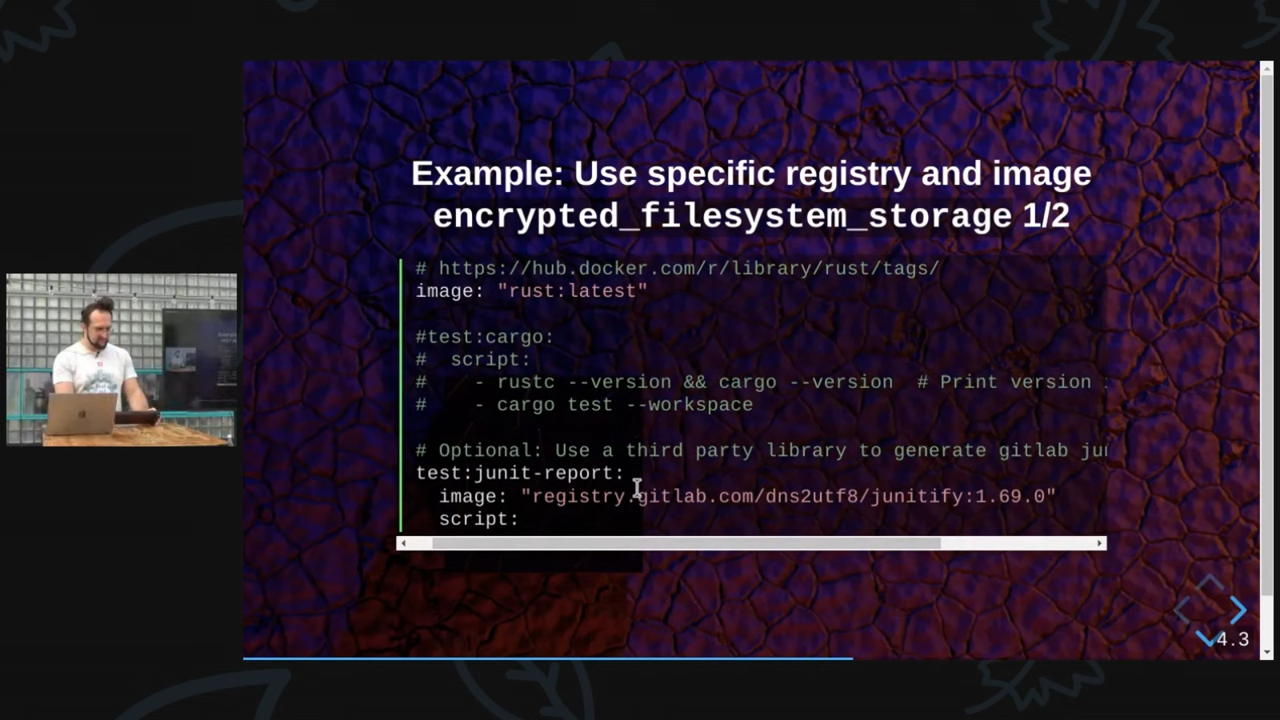 Example: Use specific registry and image
encrypted_filesystem_storage 1/2
# https://hub.docker.com/r/library/rust/tags/
image: "rust:latest"
#test:cargo:
#  script:
#    - rustc --version && cargo --version  # Print version
#    - cargo test --workspace
# Optional: Use a third party library to generate gitlab
test:junit-report:
  image: "registry.gitlab.com/dns2utf8/junitify:1.69.0"
  script:
4.3